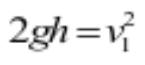 2gh = v₁²